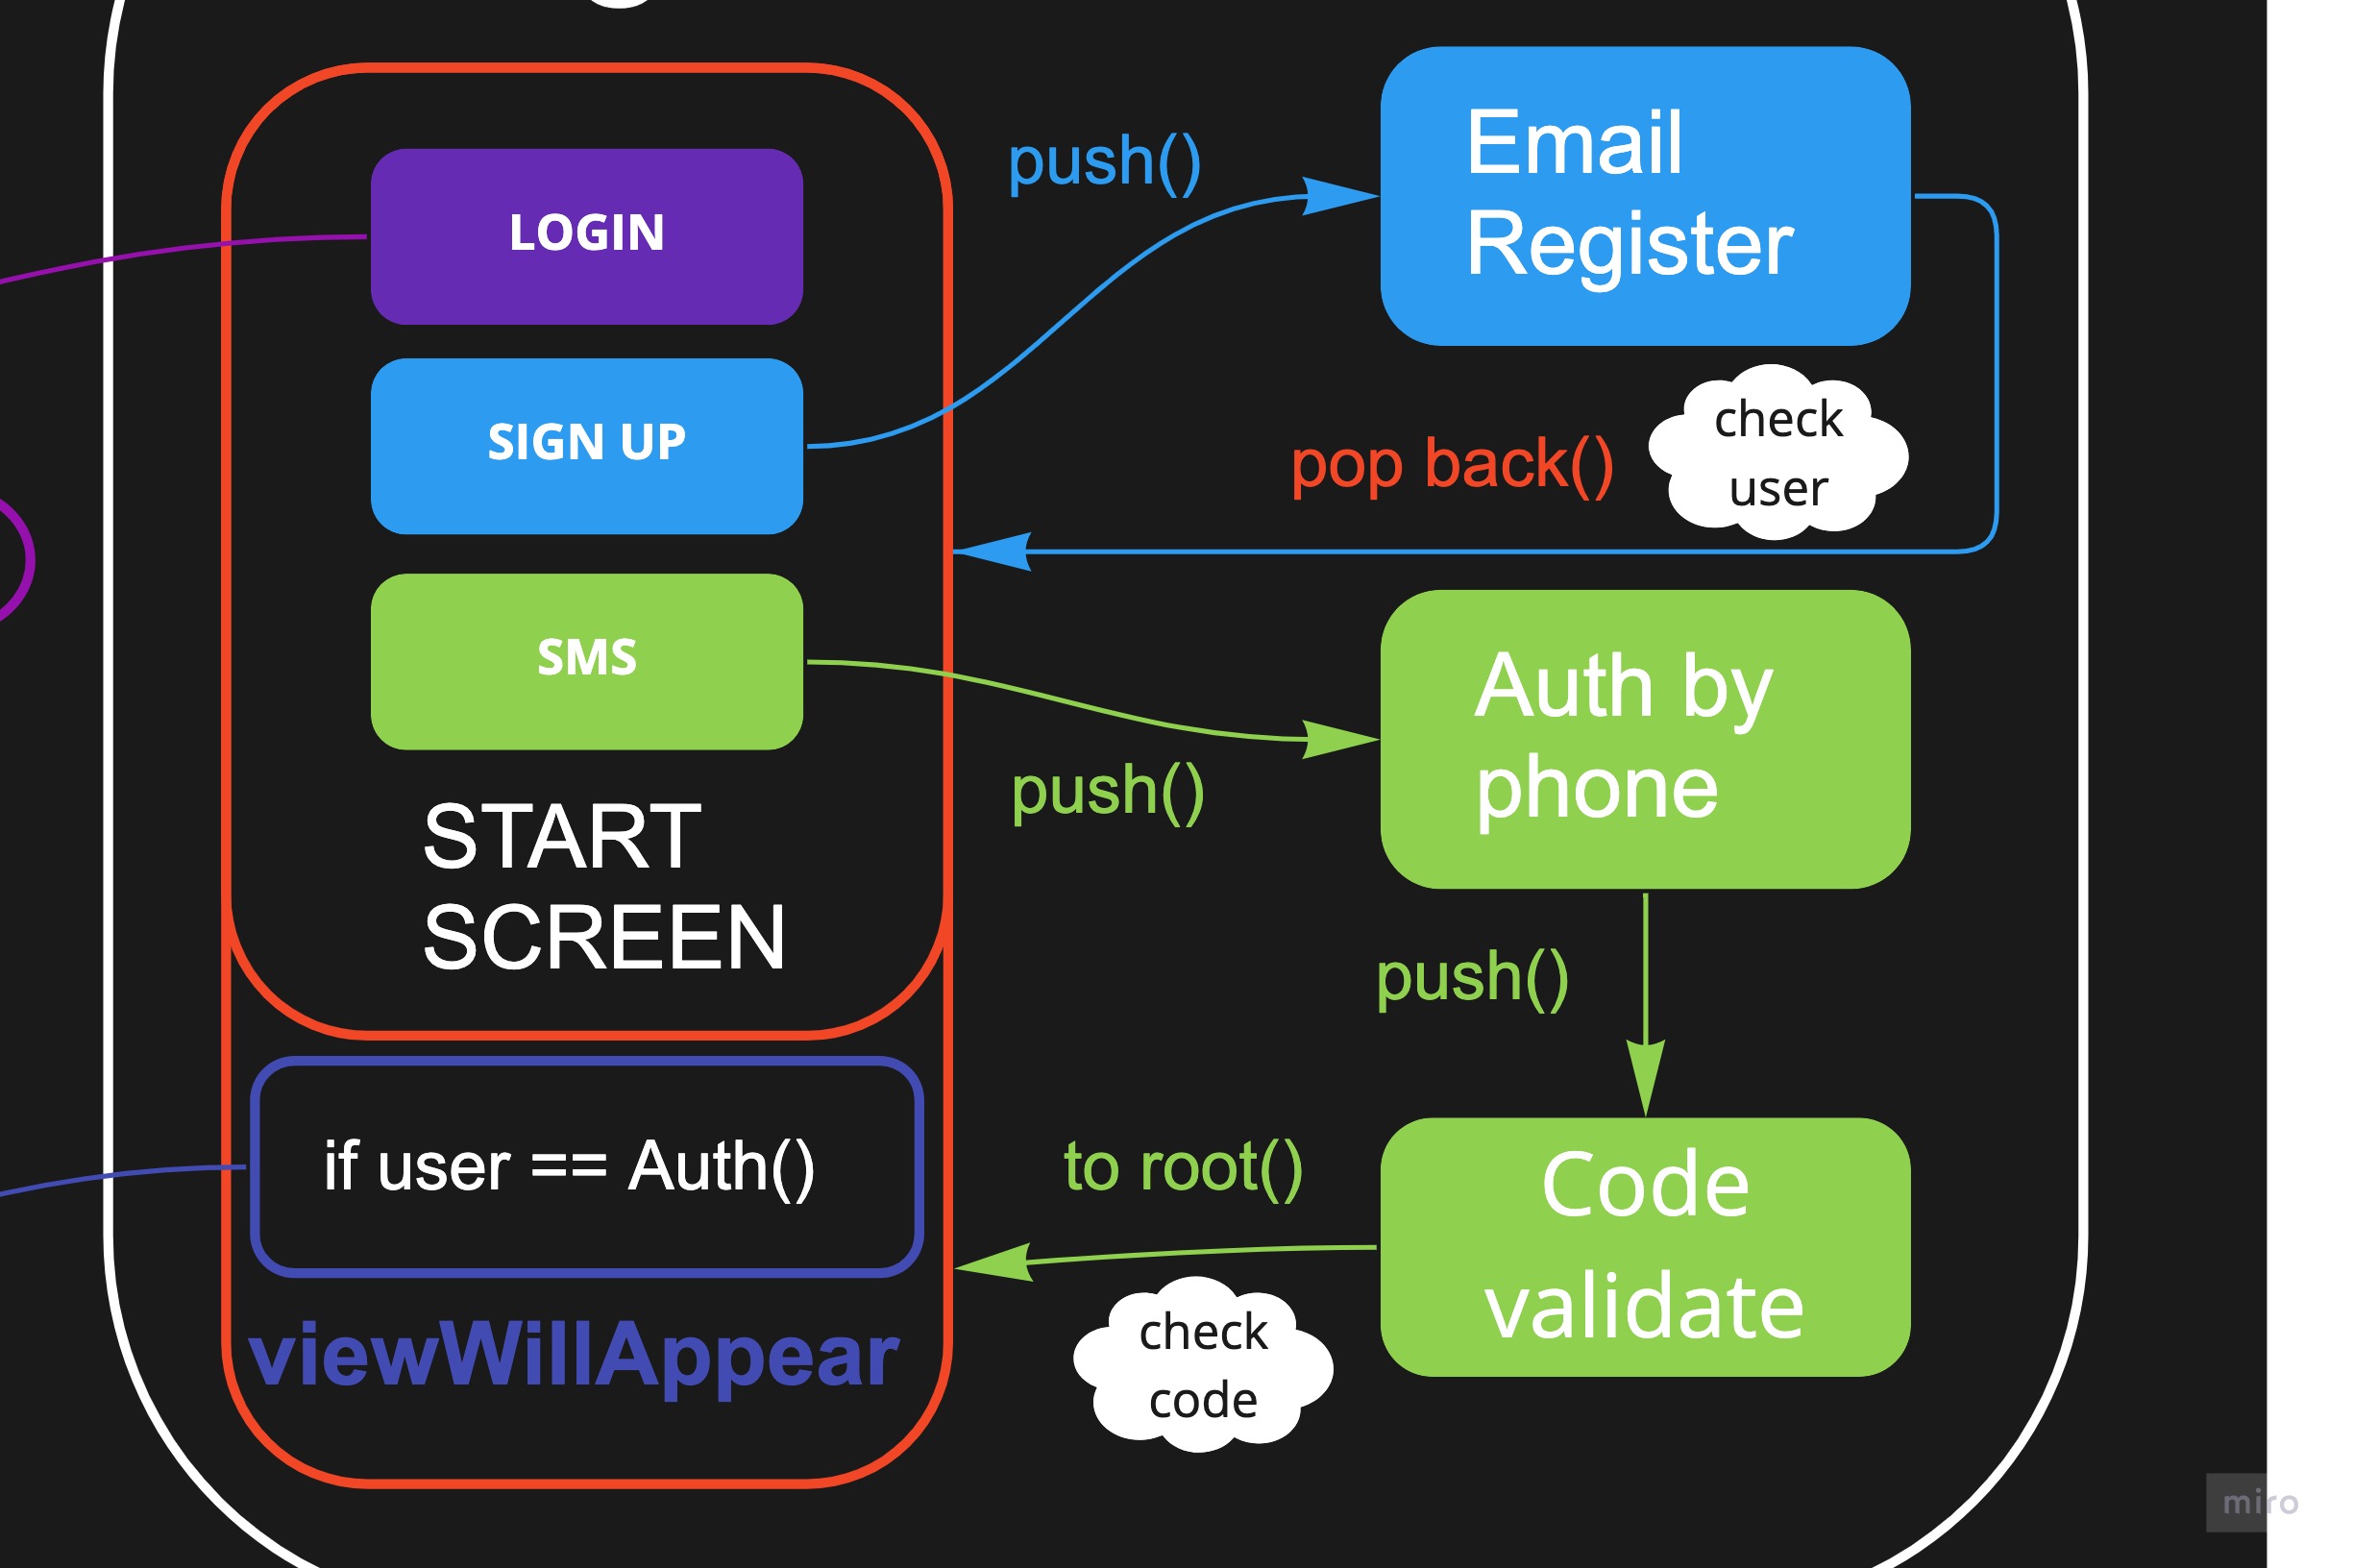 LOGIN
SIGN UP
SMS
START
SCREEN
if user == Auth()
viewWillAppear
push()
Email
Register
pop back()
check
user
push()
Auth by
phone
push()
to root()
Code
validate
check
code
miro